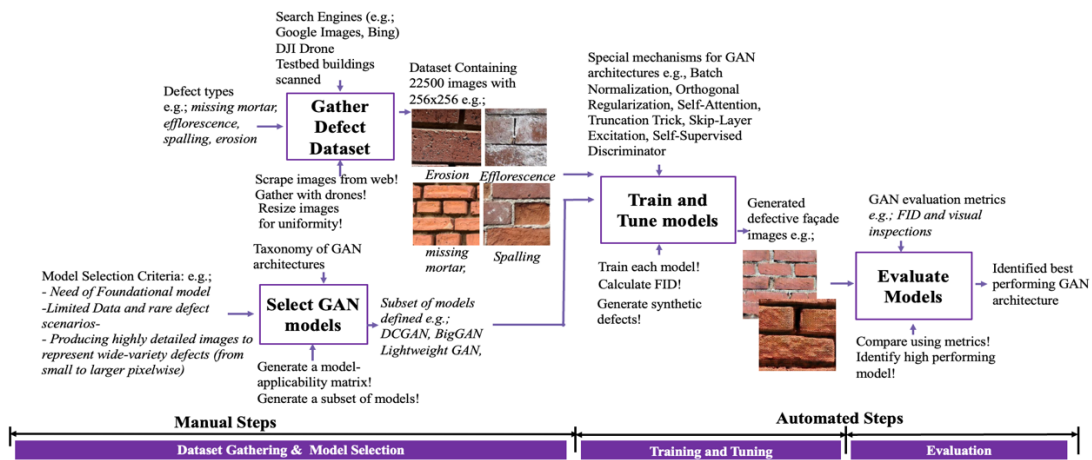 Search Engines (e.g.;
Google Images, Bing)
DJI Drone
Testbed buildings
scanned
Defect types
e.g.; missing mortar,
efflorescence,
spalling, erosion
Gather
Defect
Dataset
Scrape images from web!
Gather with drones!
Resize images
for uniformity!
Dataset Containing
22500 images with
256x256 e.g.;
Erosion
Efflorescence
missing
mortar,
Spalling
Taxonomy of GAN
architectures
Model Selection Criteria: e.g.;
- Need of Foundational model
-Limited Data and rare defect
scenarios-
- Producing highly detailed images to
represent wide-variety defects (from
small to larger pixelwise)
Select GAN
models
Generate a model-
applicability matrix!
Generate a subset of models!
Subset of models
defined e.g.;
DCGAN, BigGAN
Lightweight GAN,
Special mechanisms for GAN
architectures e.g., Batch
Normalization, Orthogonal
Regularization, Self-Attention,
Truncation Trick, Skip-Layer
Excitation, Self-Supervised
Discriminator
Train and
Tune models
Train each model!
Calculate FID!
Generate synthetic
defects!
Generated
defective façade
images e.g.;
GAN evaluation metrics
e.g.; FID and visual
inspections
Evaluate
Models
Compare using metrics!
Identify high performing
model!
Identified best
performing GAN
architecture
Manual Steps
Automated Steps
Dataset Gathering & Model Selection
Training and Tuning
Evaluation